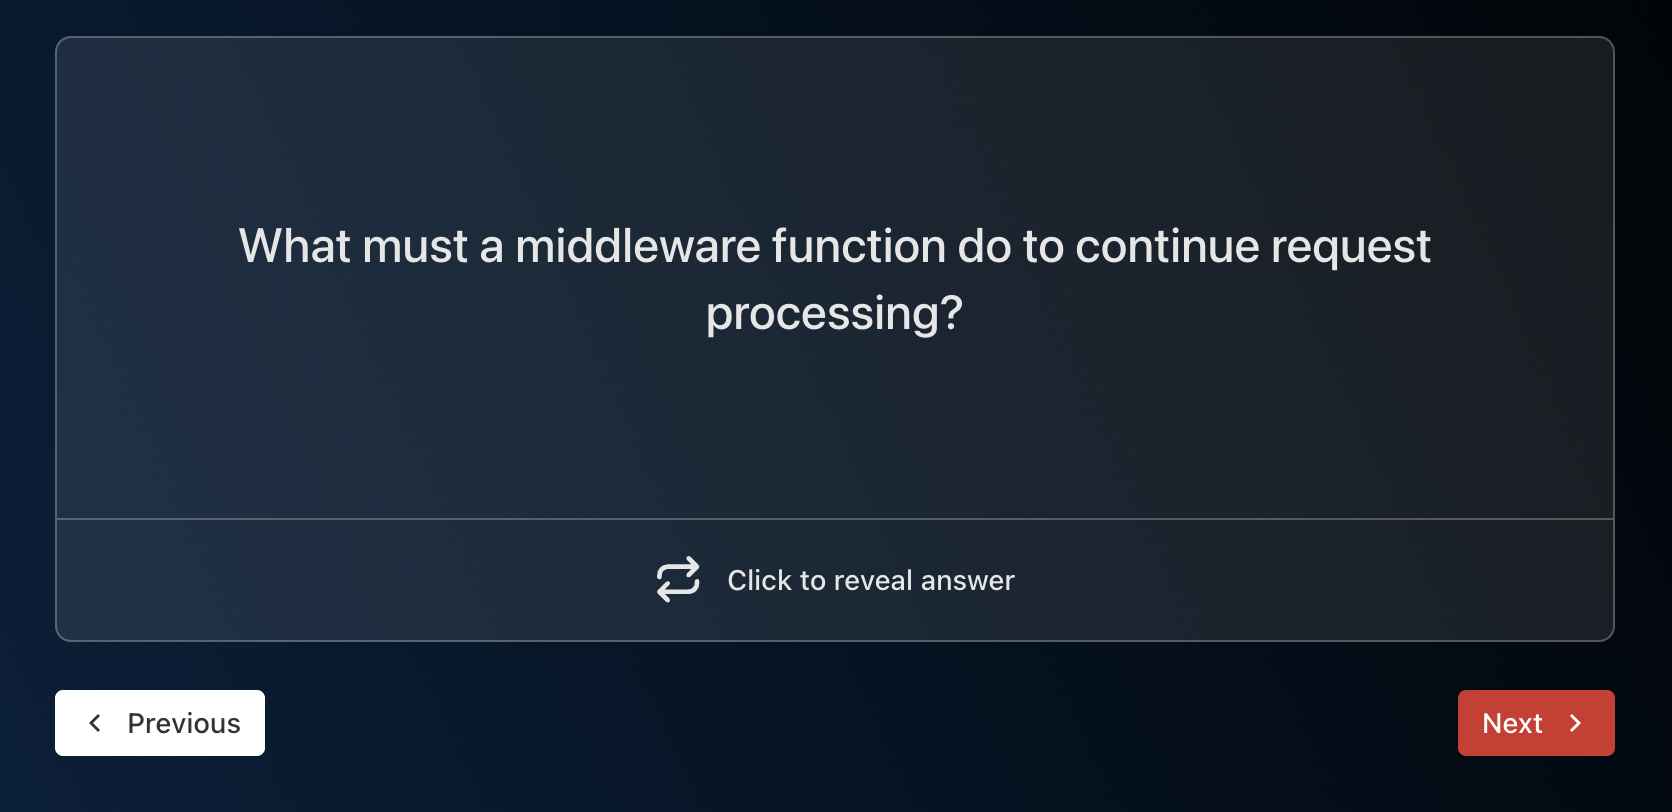 What must a middleware function do to continue request
processing?
Click to reveal answer
Previous
Next